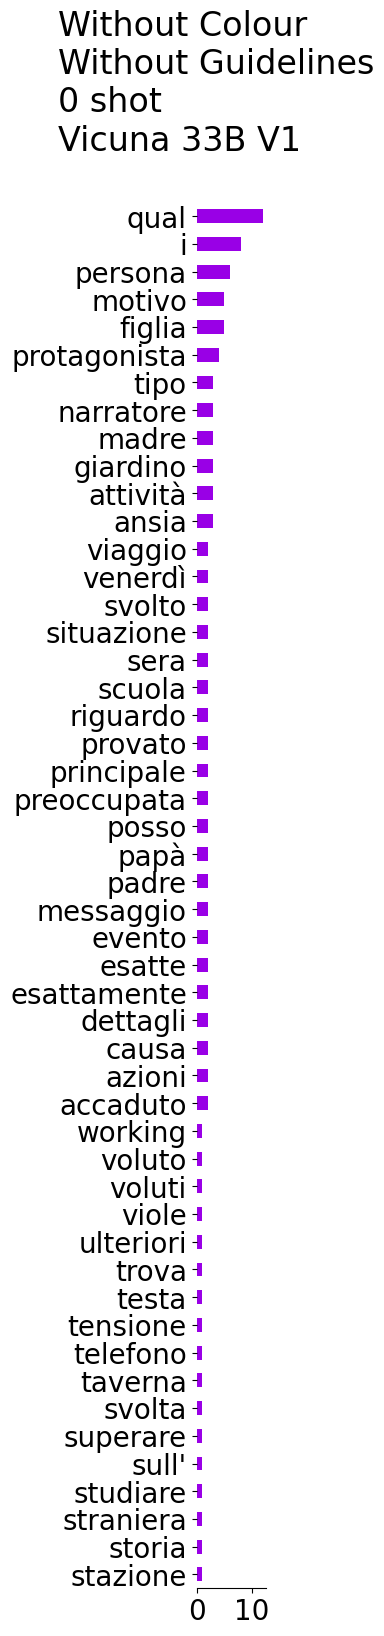 Without Colour
Without Guidelines
0 shot
Vicuna 33B V1
qual
i
persona
motivo
figlia
protagonista
tipo
narratore
madre
giardino
attività
ansia
viaggio
venerdì
svolto
situazione
sera
scuola
riguardo
provato
principale
preoccupata
posso
papà
padre
messaggio
evento
esatte
esattamente
dettagli
causa
azioni
accaduto
working
voluto
voluti
viole
ulteriori
trova
testa
tensione
telefono
taverna
svolta
superare
sull'
studiare
straniera
storia
stazione
0 10